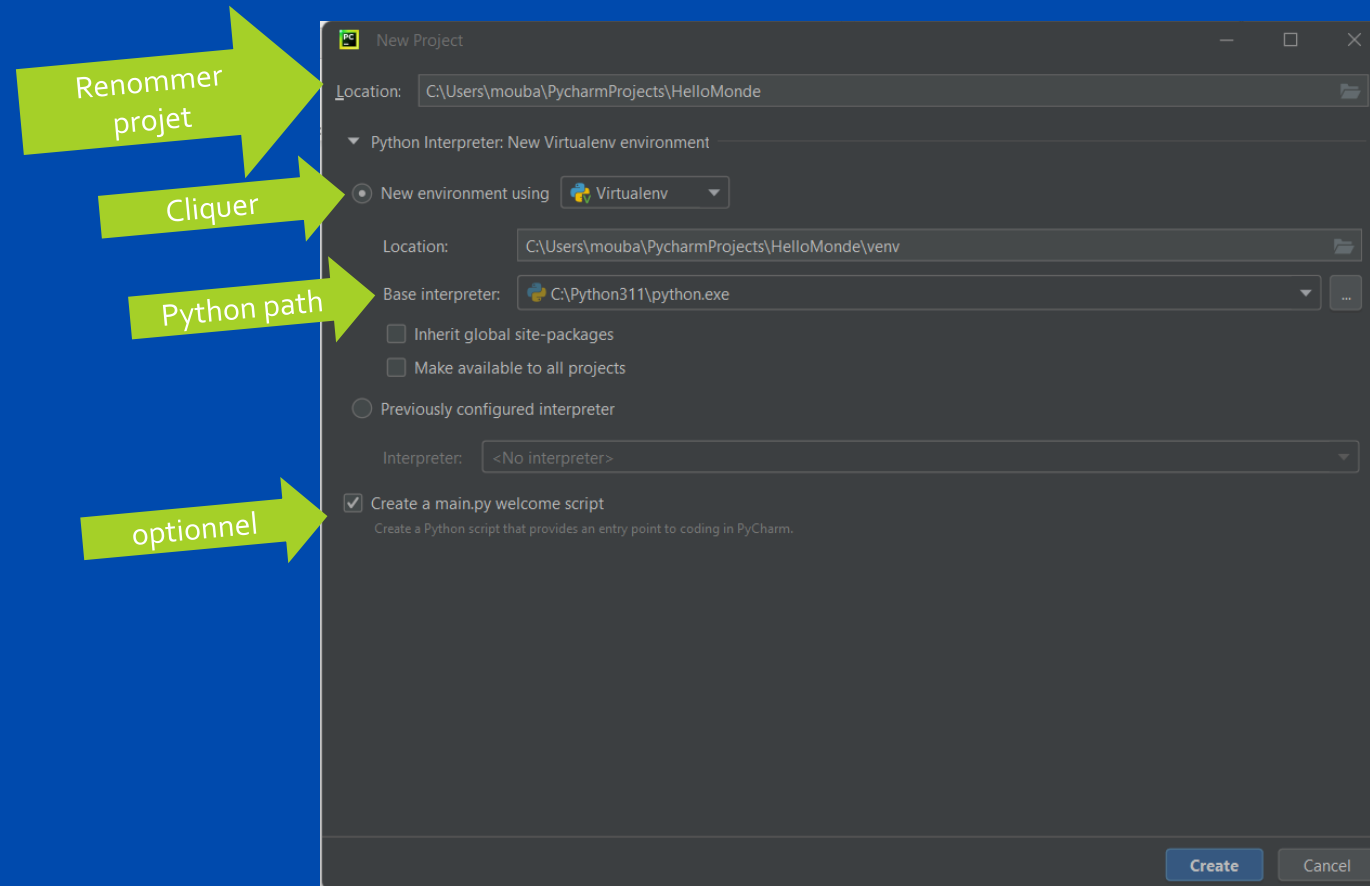 PC
New Project
Renommer
projet
Location: C:\Users\mouba\PycharmProjects\HelloMonde
Python Interpreter: New Virtualenv environment
Cliquer
New environment using Virtualenv
Location: C:\Users\mouba\PycharmProjects\HelloMonde\venv
Python path
Base interpreter: C:\Python311\python.exe ...
Inherit global site-packages
Make available to all projects
Previously configured interpreter
Interpreter: <No interpreter>
optionnel
Create a main.py welcome script
Create a Python script that provides an entry point to coding in PyCharm.
Create Cancel